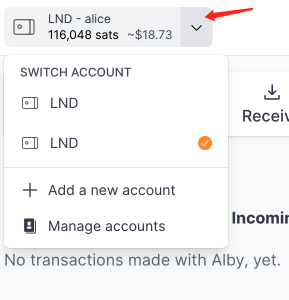 LND - alice
116,048 sats ~$18.73
SWITCH ACCOUNT
LND
LND
Add a new account
Manage accounts
Receiv
Incomin
No transactions made with Alby, yet.